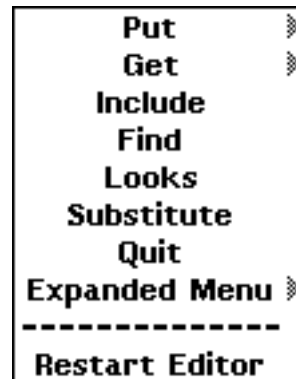 Put
Get
Include
Find
Looks
Substitute
Quit
Expanded Menu
--------------
Restart Editor